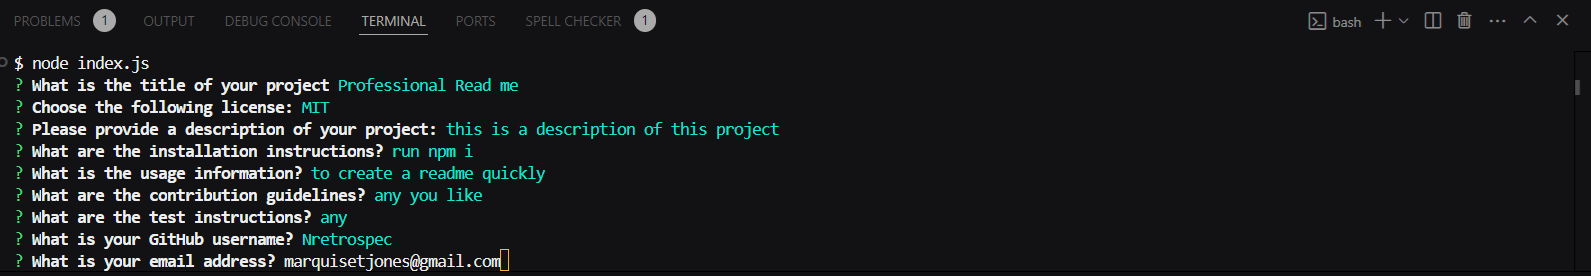 PROBLEMS 1 OUTPUT DEBUG CONSOLE TERMINAL PORTS SPELL CHECKER 1 bash
$ node index.js
? What is the title of your project Professional Read me
? Choose the following license: MIT
? Please provide a description of your project: this is a description of this project
? What are the installation instructions? run npm i
? What is the usage information? to create a readme quickly
? What are the contribution guidelines? any you like
? What are the test instructions? any
? What is your GitHub username? Nretrospec
? What is your email address? marquisetjones@gmail.com